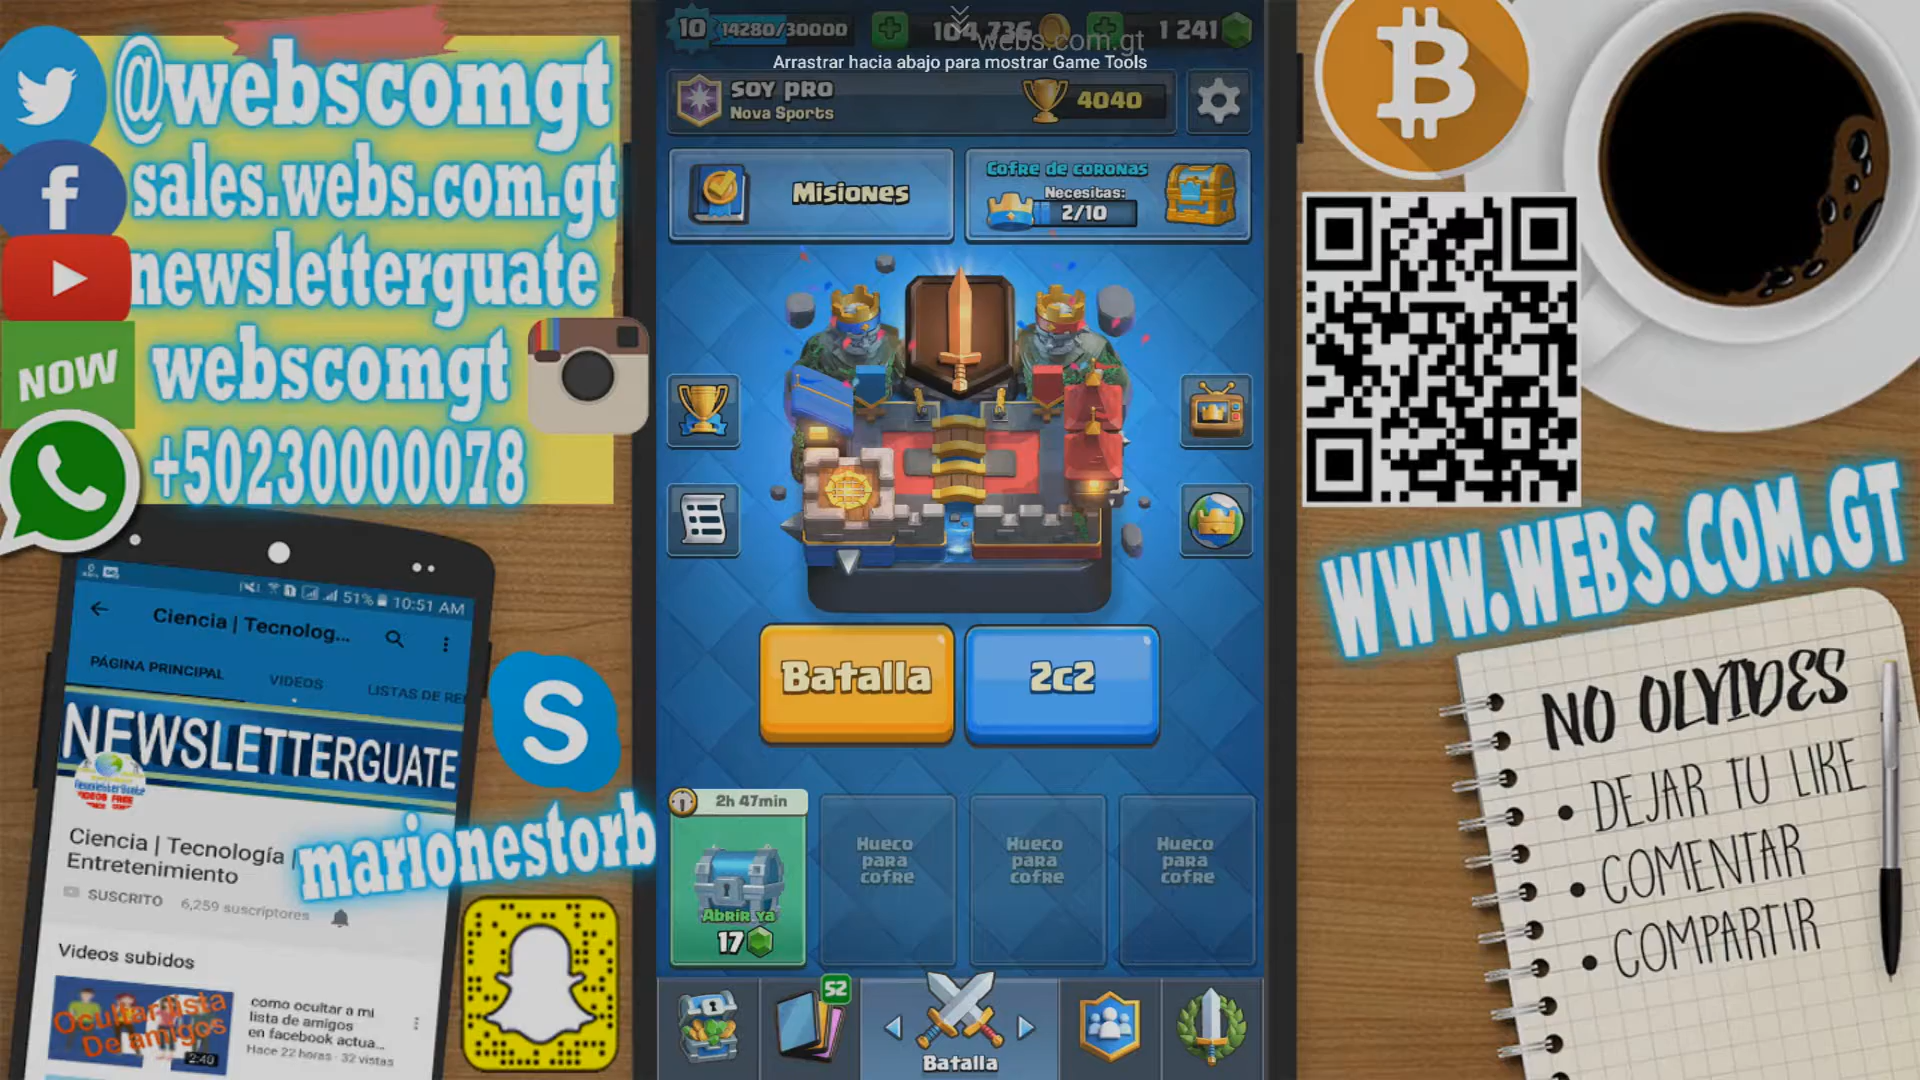 @webscomgt
sales.webs.com.gt
newsletterguate
NOW
webscomgt
+50230000078
51% 10:51 AM
Ciencia | Tecnolog...
PÁGINA PRINCIPAL
VIDEOS
LISTAS DE RE
NEWSLETTERGUATE
Ciencia | Tecnología |
Entretenimiento
SUSCRITO
6,259 suscriptores
Videos subidos
Ocultar lista
De amigos
2:40
como ocultar a mi
lista de amigos
en facebook actua...
Hace 22 horas · 32 vistas
S
marionestorb
10
14280/30000
104 736
1 241
webs.com.gt
Arrastrar hacia abajo para mostrar Game Tools
SOY PRO
Nova Sports
4040
Misiones
Cofre de coronas
Necesitas:
2/10
Batalla
2c2
2h 47min
Abrir ya
17
Hueco
para
cofre
Hueco
para
cofre
Hueco
para
cofre
52
Batalla
WWW.WEBS.COM.GT
NO OLVIDES
• DEJAR TU LIKE
• COMENTAR
• COMPARTIR